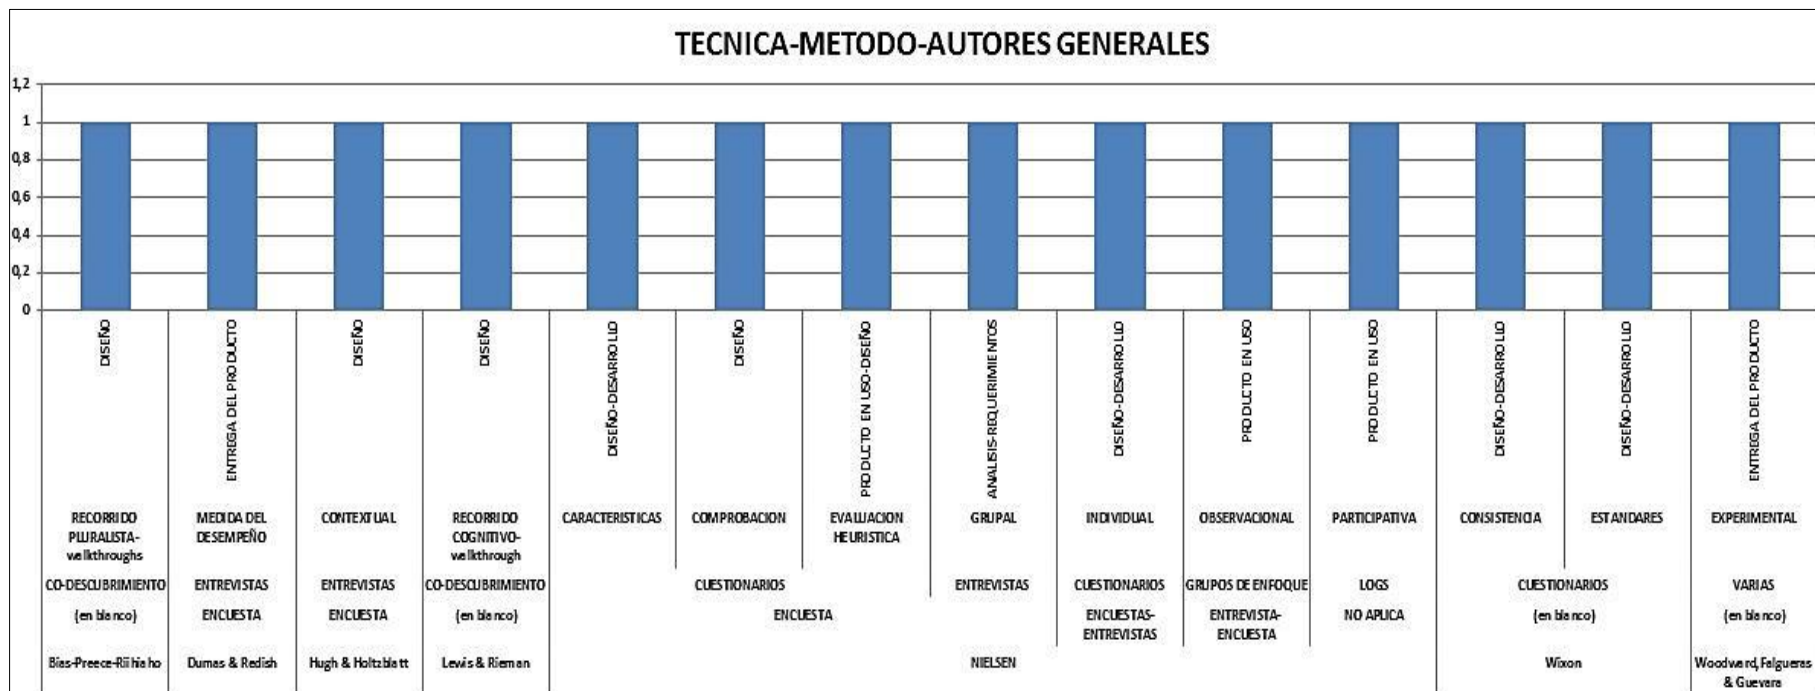 TECNICA-METODO-AUTORES GENERALES
1,2
1
0,8
0,6
0,4
0,2
0
DISEÑO
ENTREGA DEL PRODUCTO
DISEÑO
DISEÑO
DISEÑO-DESARROLLO
DISEÑO
PRODUCTO EN USO-DISEÑO
ANALISIS-REQUERIMIENTOS
DISEÑO-DESARROLLO
PRODUCTO EN USO
PRODUCTO EN USO
DISEÑO-DESARROLLO
DISEÑO-DESARROLLO
ENTREGA DEL PRODUCTO
RECORRIDO
PLURALISTA-
walkthroughs
MEDIDA DEL
DESEMPEÑO
CONTEXTUAL
RECORRIDO
COGNITIVO-
walkthrough
CARACTERISTICAS
COMPROBACION
EVALUACION
HEURISTICA
GRUPAL
INDIVIDUAL
OBSERVACIONAL
PARTICIPATIVA
CONSISTENCIA
ESTANDARES
EXPERIMENTAL
CO-DESCUBRIMIENTO
ENTREVISTAS
ENTREVISTAS
CO-DESCUBRIMIENTO
CUESTIONARIOS
ENTREVISTAS
CUESTIONARIOS
GRUPOS DE ENFOQUE
LOGS
CUESTIONARIOS
VARIAS
(en blanco)
ENCUESTA
ENCUESTA
(en blanco)
ENCUESTA
ENCUESTAS-
ENTREVISTAS
ENTREVISTA-
ENCUESTA
NO APLICA
(en blanco)
(en blanco)
Bias-Preece-Riihiaho
Dumas & Redish
Hugh & Holtzblatt
Lewis & Rieman
NIELSEN
Wixon
Woodward, Falgueras
& Guevara